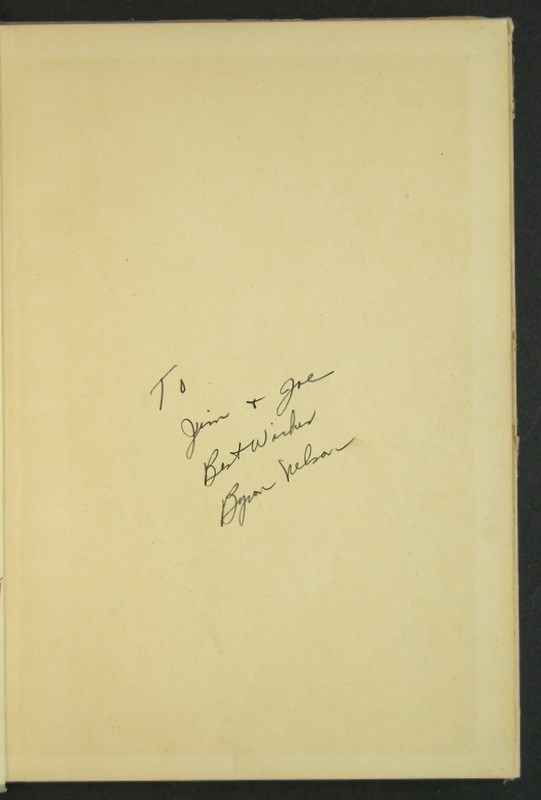 To
Jim + Joe
Best Wishes
Byron Nelson